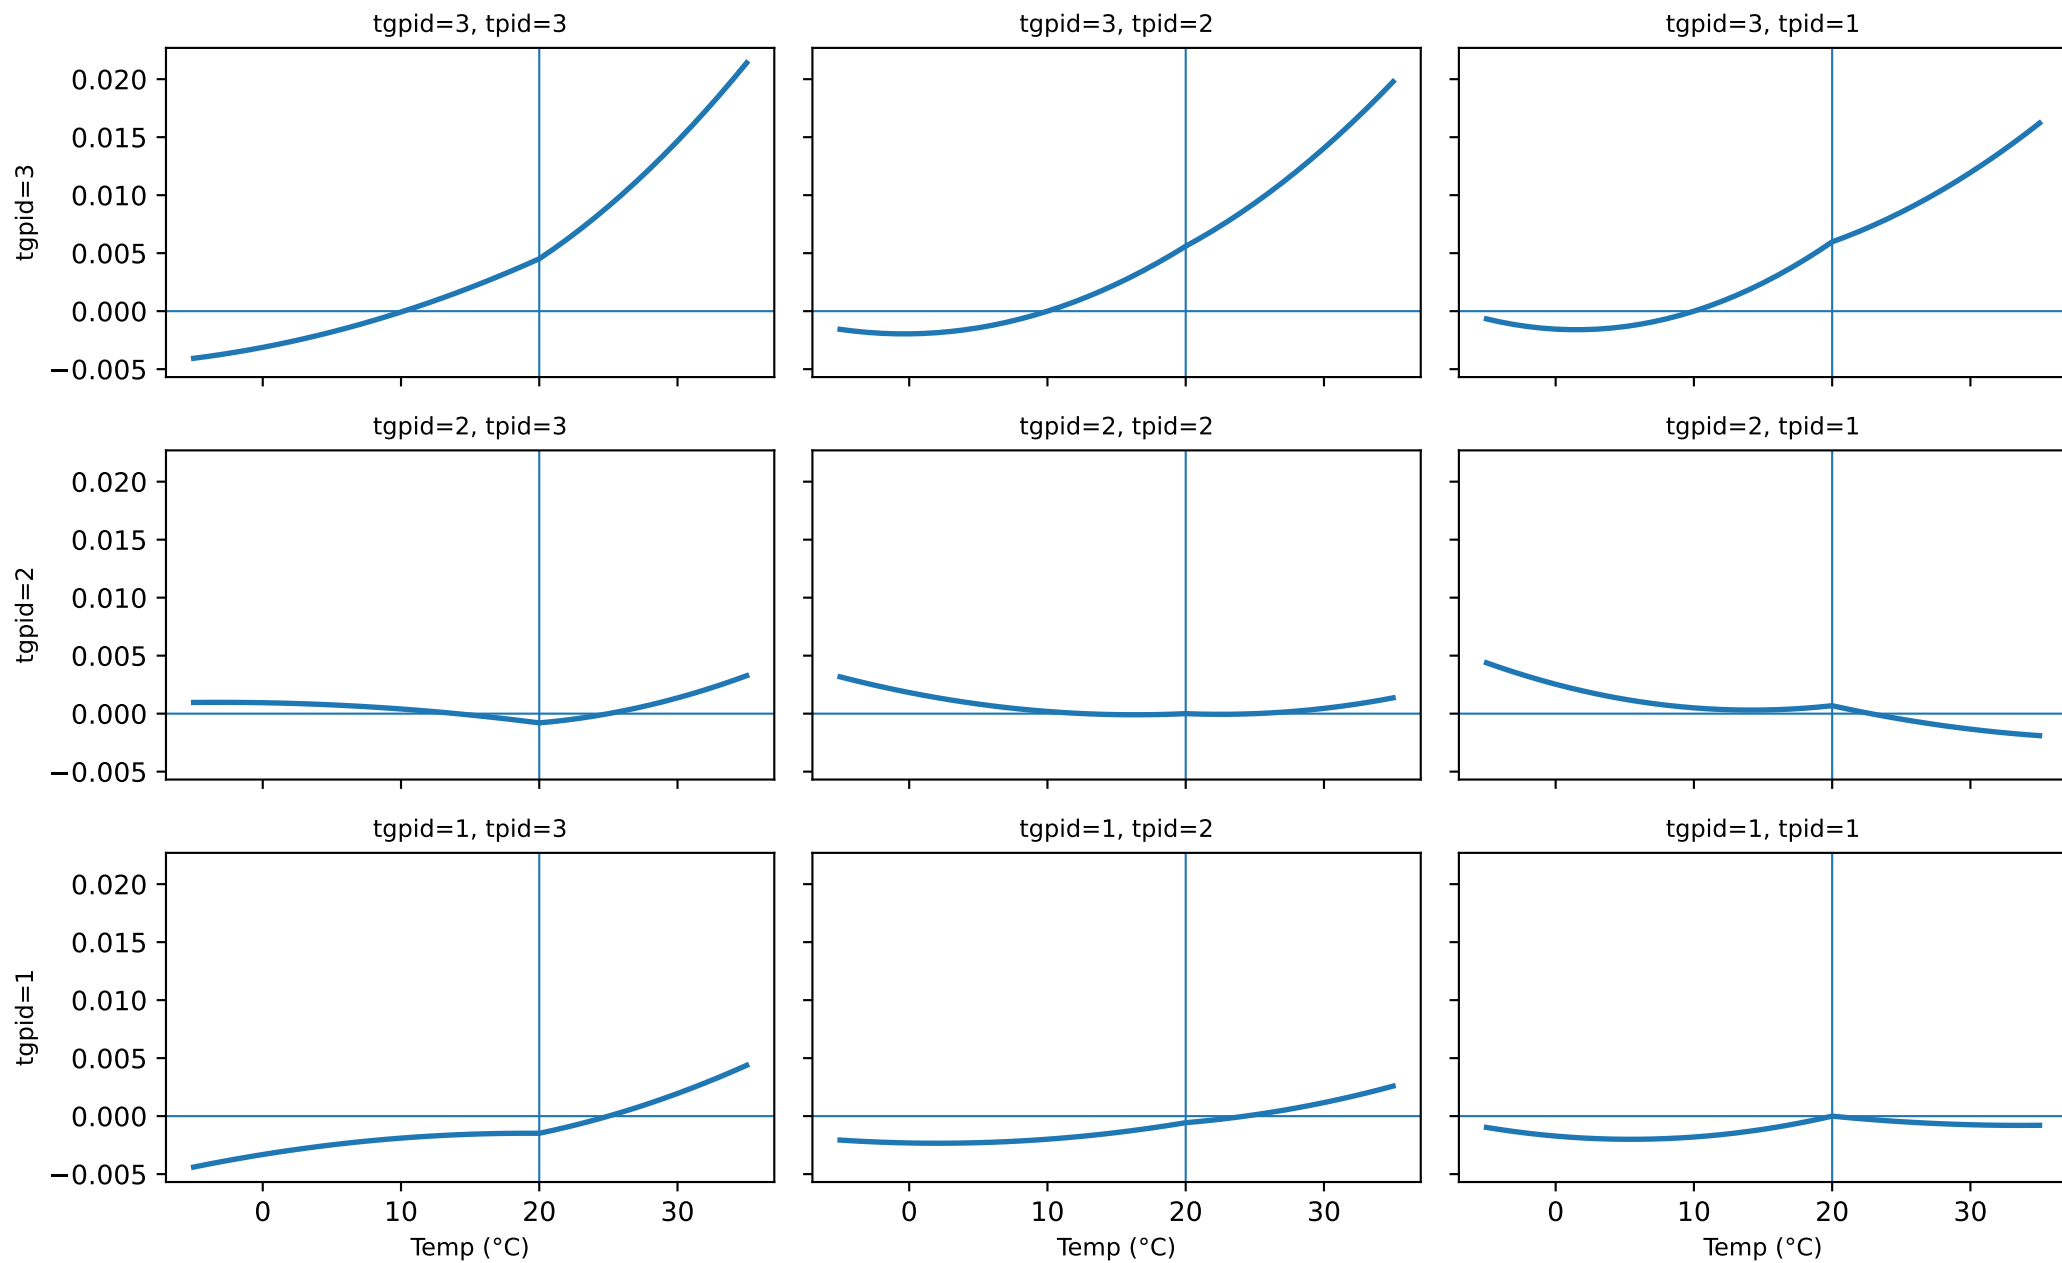 tgpid=3, tpid=3
tgpid=3, tpid=2
tgpid=3, tpid=1
tgpid=3
0.020
0.015
0.010
0.005
0.000
−0.005
tgpid=2, tpid=3
tgpid=2, tpid=2
tgpid=2, tpid=1
tgpid=2
0.020
0.015
0.010
0.005
0.000
−0.005
tgpid=1, tpid=3
tgpid=1, tpid=2
tgpid=1, tpid=1
tgpid=1
0.020
0.015
0.010
0.005
0.000
−0.005
0 10 20 30
0 10 20 30
0 10 20 30
Temp (°C)
Temp (°C)
Temp (°C)